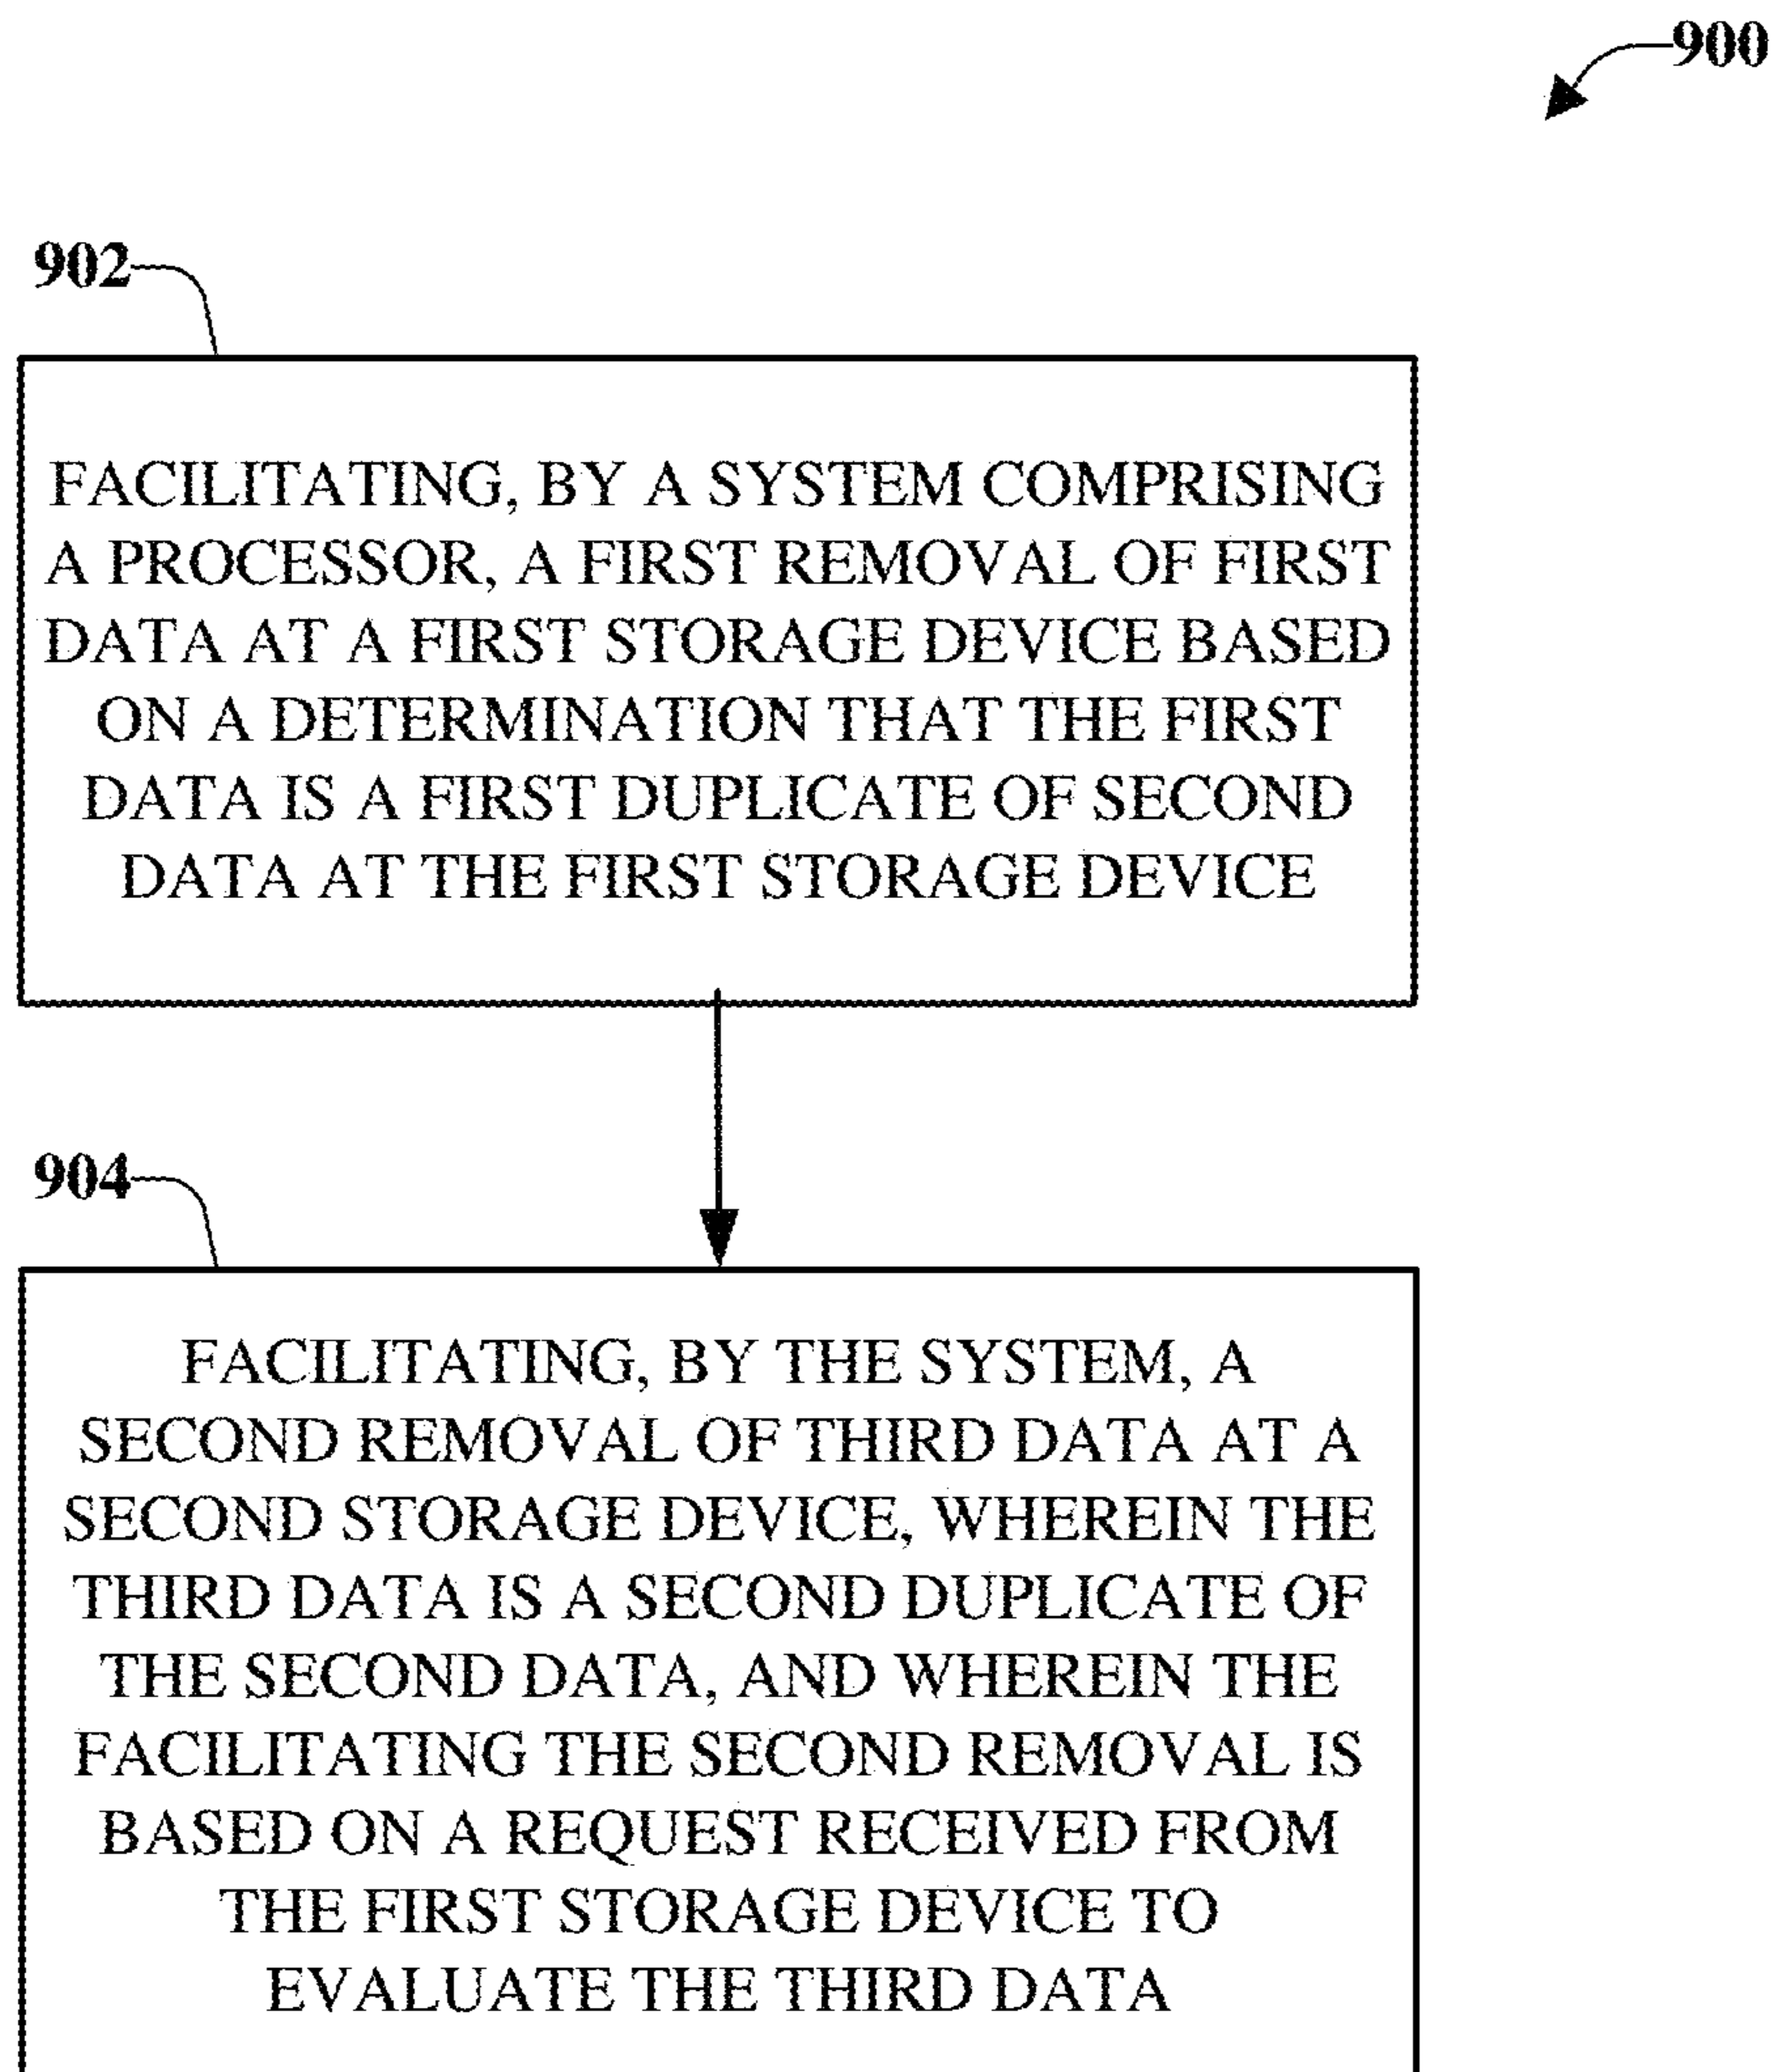 900
902
FACILITATING, BY A SYSTEM COMPRISING
A PROCESSOR, A FIRST REMOVAL OF FIRST
DATA AT A FIRST STORAGE DEVICE BASED
ON A DETERMINATION THAT THE FIRST
DATA IS A FIRST DUPLICATE OF SECOND
DATA AT THE FIRST STORAGE DEVICE
904
FACILITATING, BY THE SYSTEM, A
SECOND REMOVAL OF THIRD DATA AT A
SECOND STORAGE DEVICE, WHEREIN THE
THIRD DATA IS A SECOND DUPLICATE OF
THE SECOND DATA, AND WHEREIN THE
FACILITATING THE SECOND REMOVAL IS
BASED ON A REQUEST RECEIVED FROM
THE FIRST STORAGE DEVICE TO
EVALUATE THE THIRD DATA